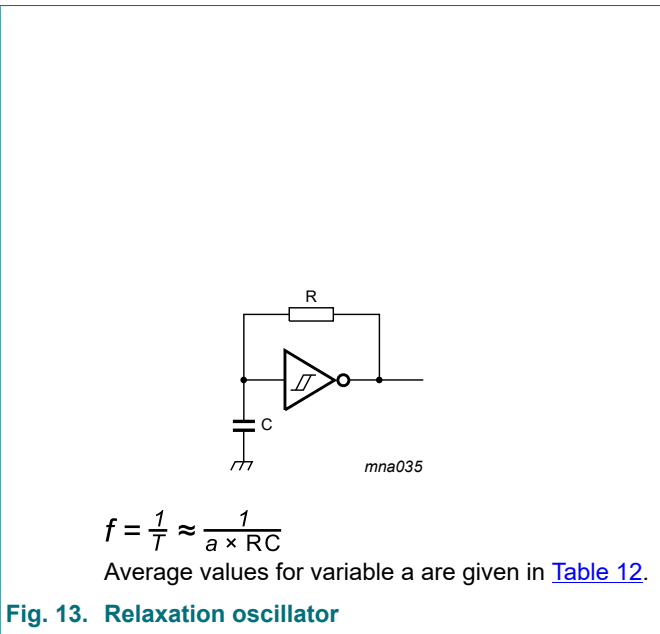 R
C
mna035
f = 1/T ≈ 1/(a × RC)
Average values for variable a are given in Table 12.
Fig. 13. Relaxation oscillator